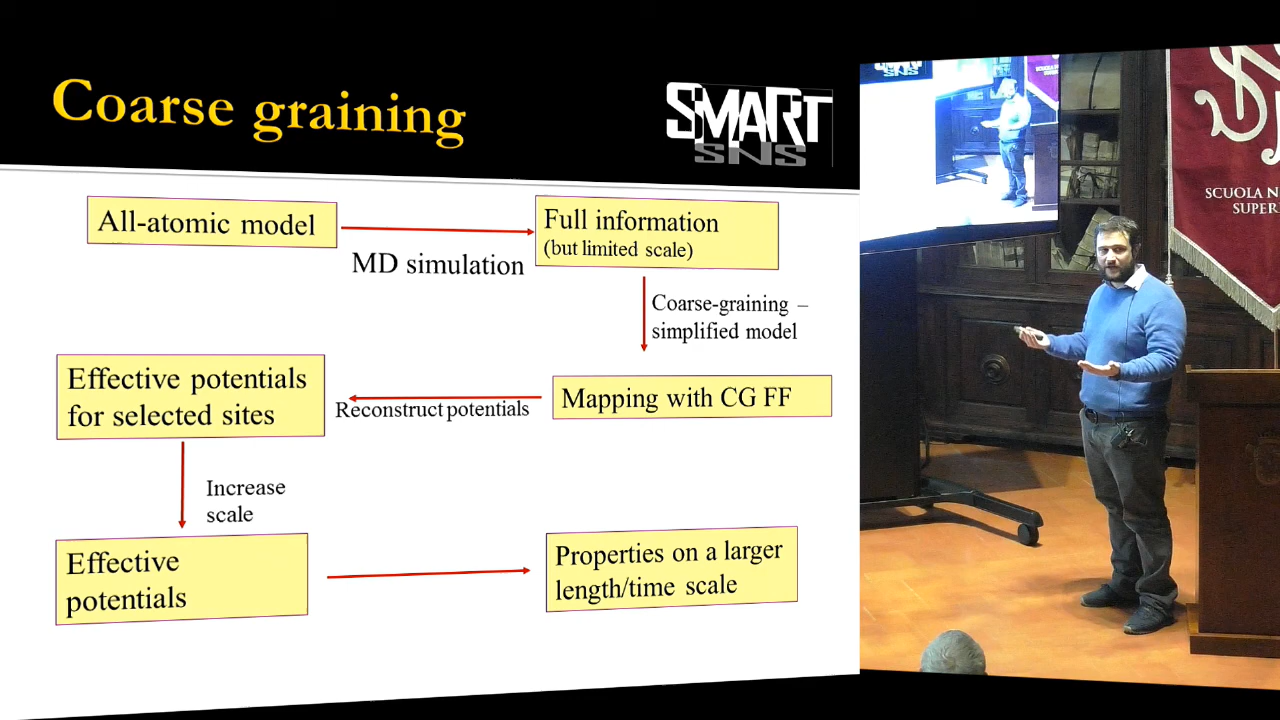 Coarse graining
SMART
SNS
All-atomic model
MD simulation
Full information
(but limited scale)
Coarse-graining –
simplified model
Mapping with CG FF
Reconstruct potentials
Effective potentials
for selected sites
Increase
scale
Effective
potentials
Properties on a larger
length/time scale
SNS
SCUOLA
SUPER